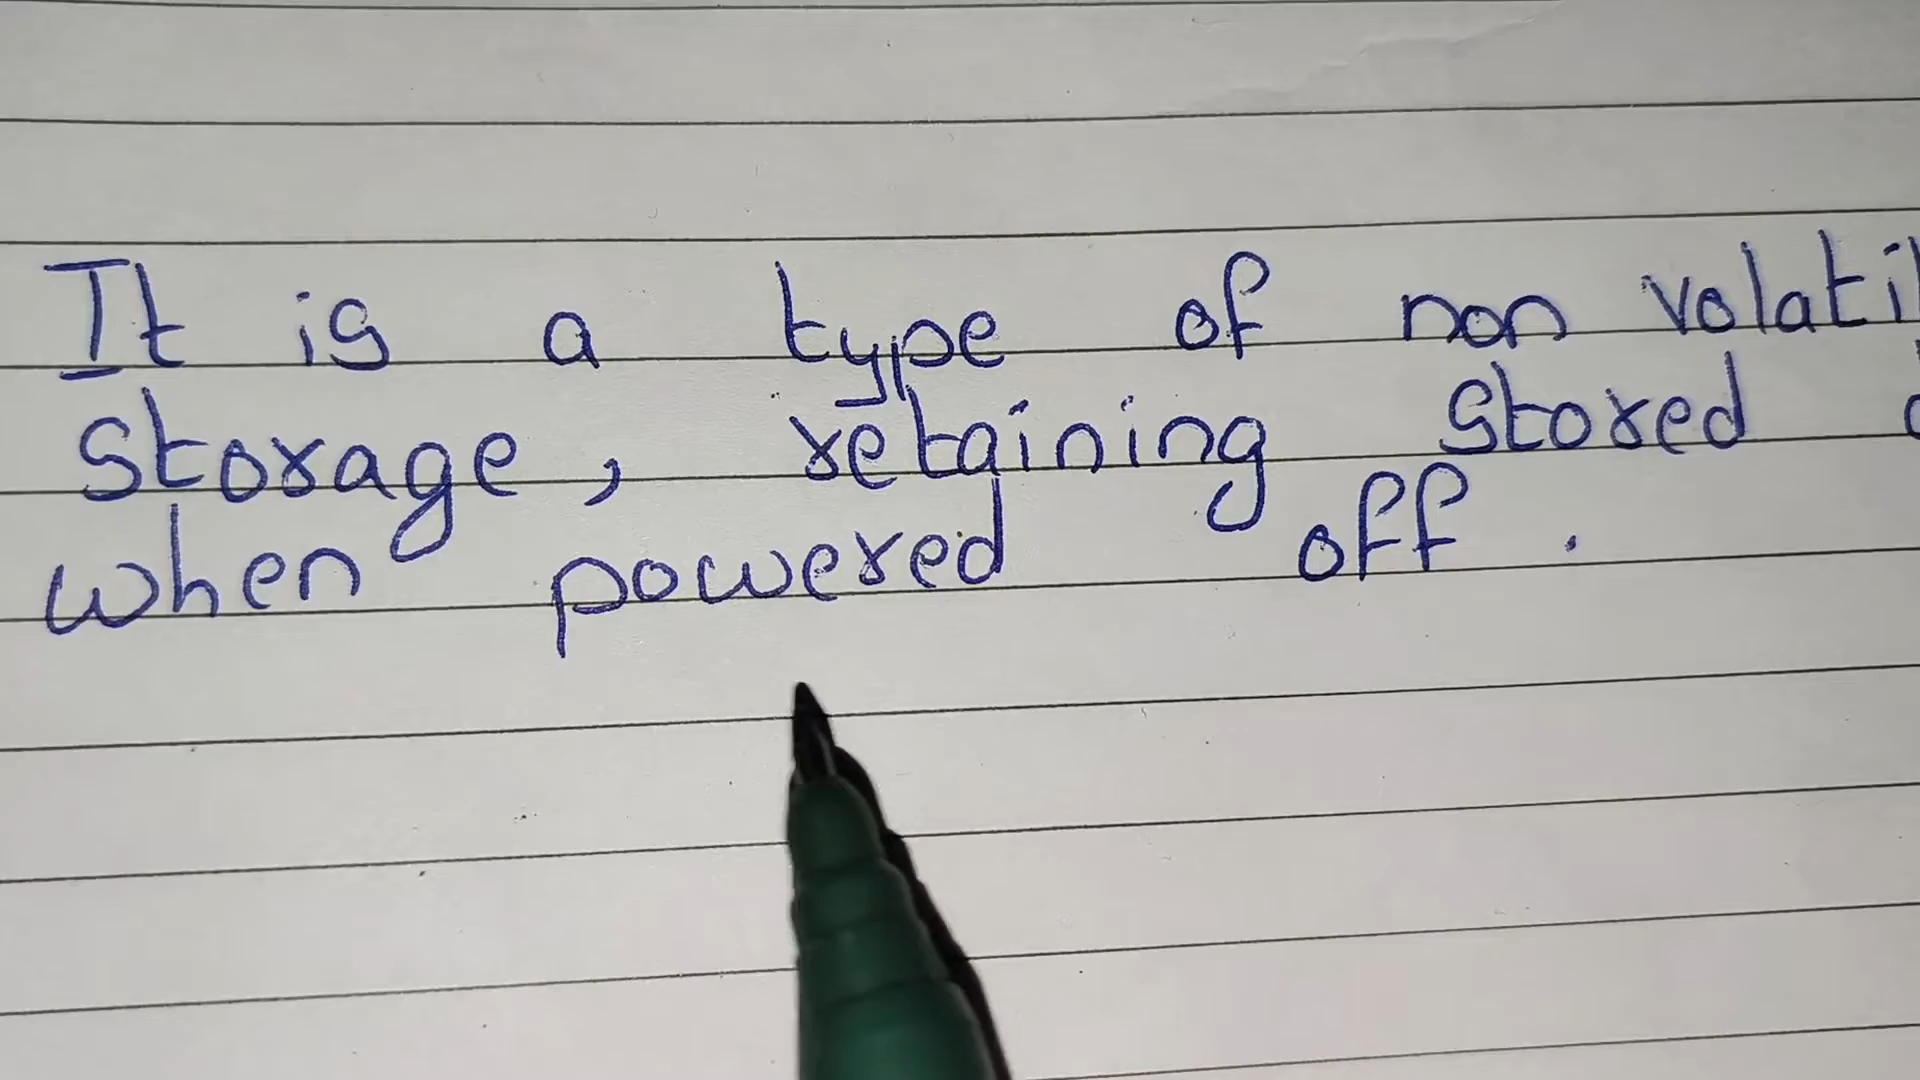 It is a type of non volati
storage, retaining stored
when powered off.